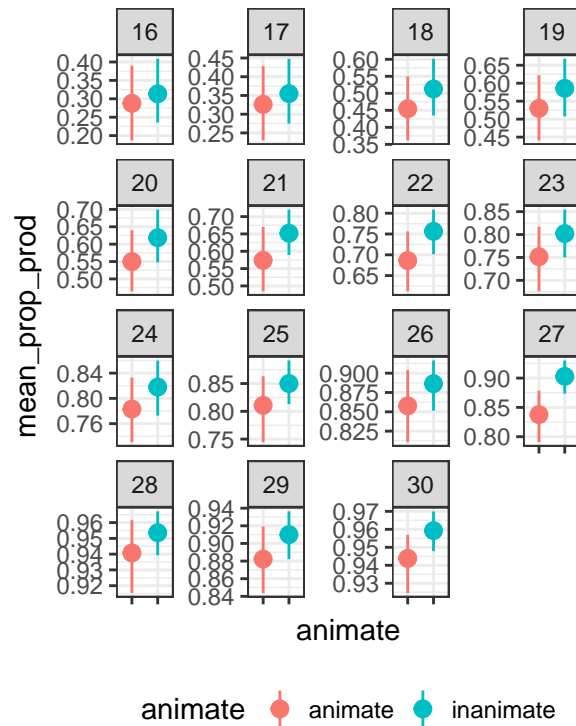 16 17 18 19
0.40 0.35 0.30 0.25 0.20
0.45 0.40 0.35 0.30 0.25
0.60 0.55 0.50 0.45 0.40 0.35
0.65 0.60 0.55 0.50 0.45
20 21 22 23
0.70 0.65 0.60 0.55 0.50
0.70 0.65 0.60 0.55 0.50
0.80 0.75 0.70 0.65
0.85 0.80 0.75 0.70
mean_prop_prod
24 25 26 27
0.84 0.80 0.76
0.85 0.80 0.75
0.900 0.875 0.850 0.825
0.90 0.85 0.80
28 29 30
0.96 0.95 0.94 0.93 0.92
0.94 0.92 0.90 0.88 0.86 0.84
0.97 0.96 0.95 0.94 0.93
animate
animate animate inanimate